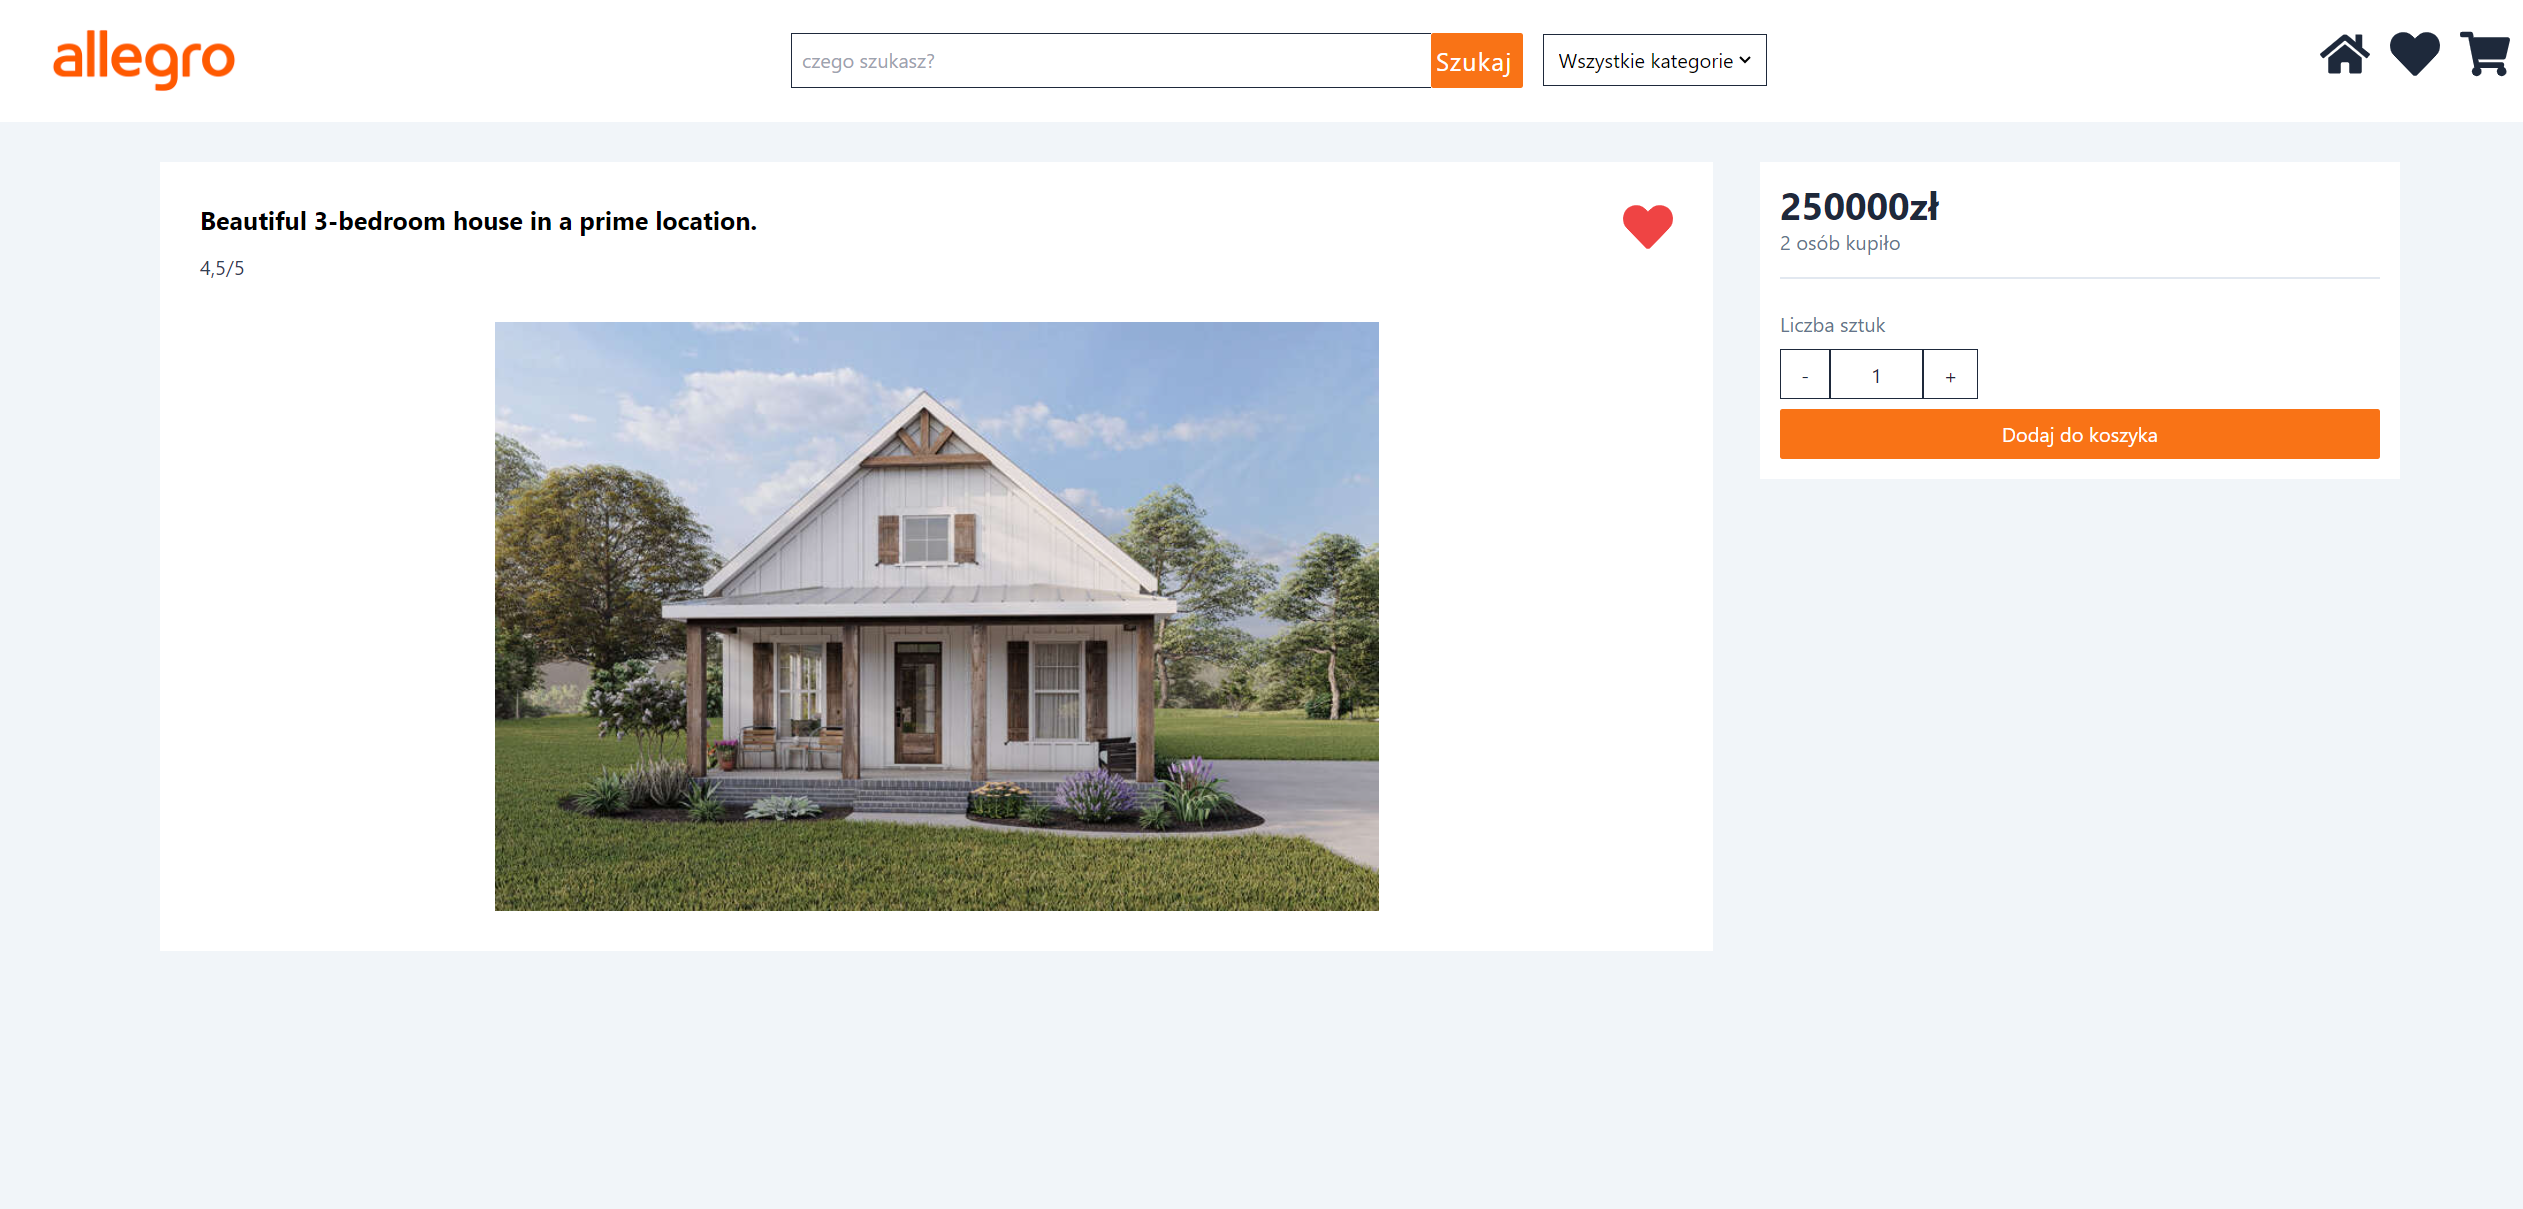 allegro
czego szukasz?
Szukaj
Wszystkie kategorie
Beautiful 3-bedroom house in a prime location.
4,5/5
250000zł
2 osób kupiło
Liczba sztuk
- 1 +
Dodaj do koszyka